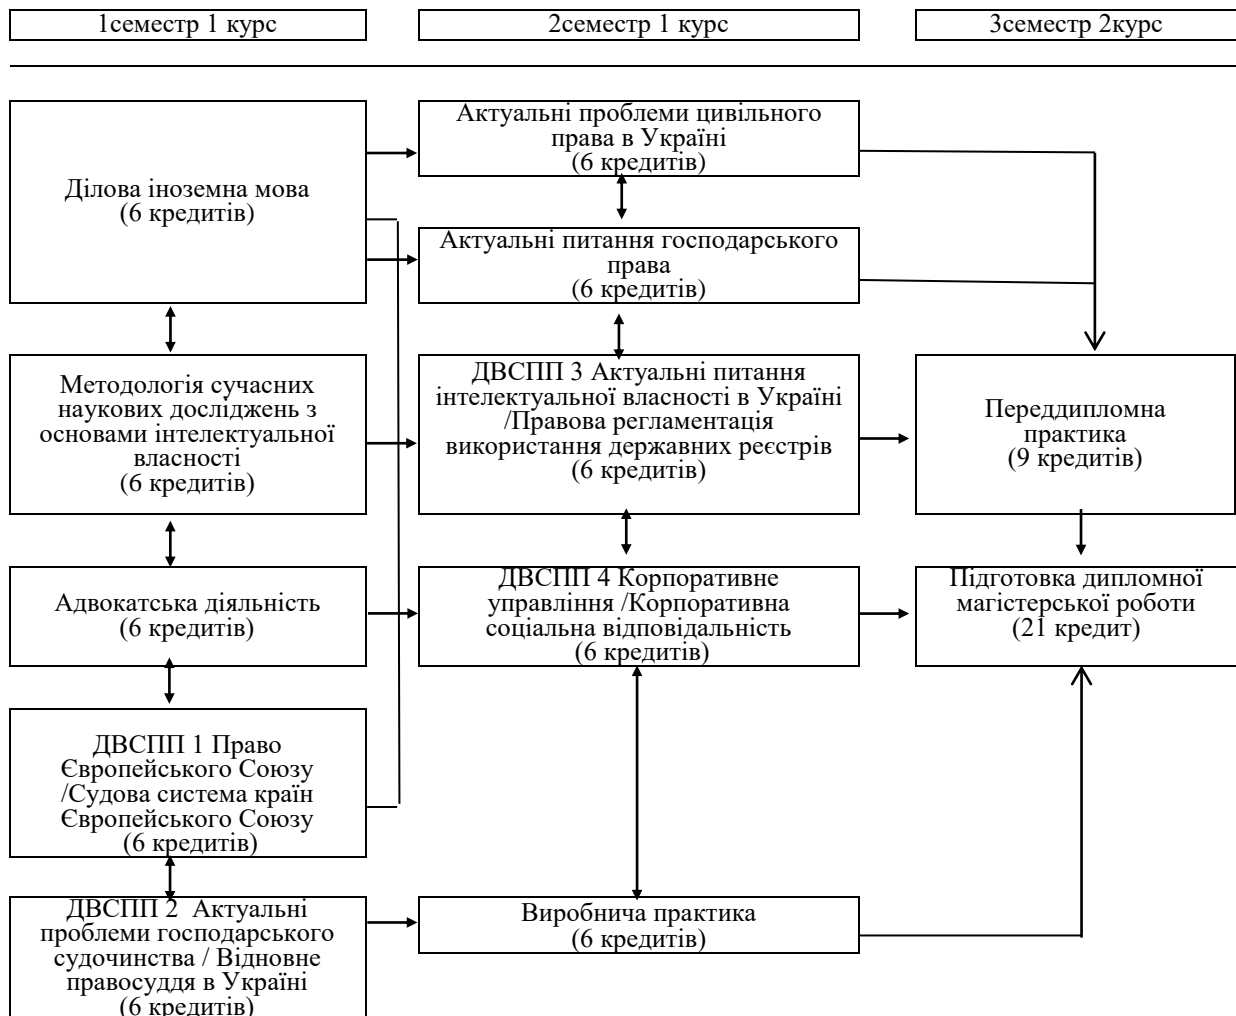 1семестр 1 курс
2семестр 1 курс
3семестр 2курс
Ділова іноземна мова
(6 кредитів)
Методологія сучасних
наукових досліджень з
основами інтелектуальної
власності
(6 кредитів)
Адвокатська діяльність
(6 кредитів)
ДВСПП 1 Право
Європейського Союзу
/Судова система країн
Європейського Союзу
(6 кредитів)
ДВСПП 2 Актуальні
проблеми господарського
судочинства / Відновне
правосуддя в Україні
(6 кредитів)
Актуальні проблеми цивільного
права в Україні
(6 кредитів)
Актуальні питання господарського
права
(6 кредитів)
ДВСПП 3 Актуальні питання
інтелектуальної власності в Україні
/Правова регламентація
використання державних реєстрів
(6 кредитів)
ДВСПП 4 Корпоративне
управління /Корпоративна
соціальна відповідальність
(6 кредитів)
Виробнича практика
(6 кредитів)
Переддипломна
практика
(9 кредитів)
Підготовка дипломної
магістерської роботи
(21 кредит)